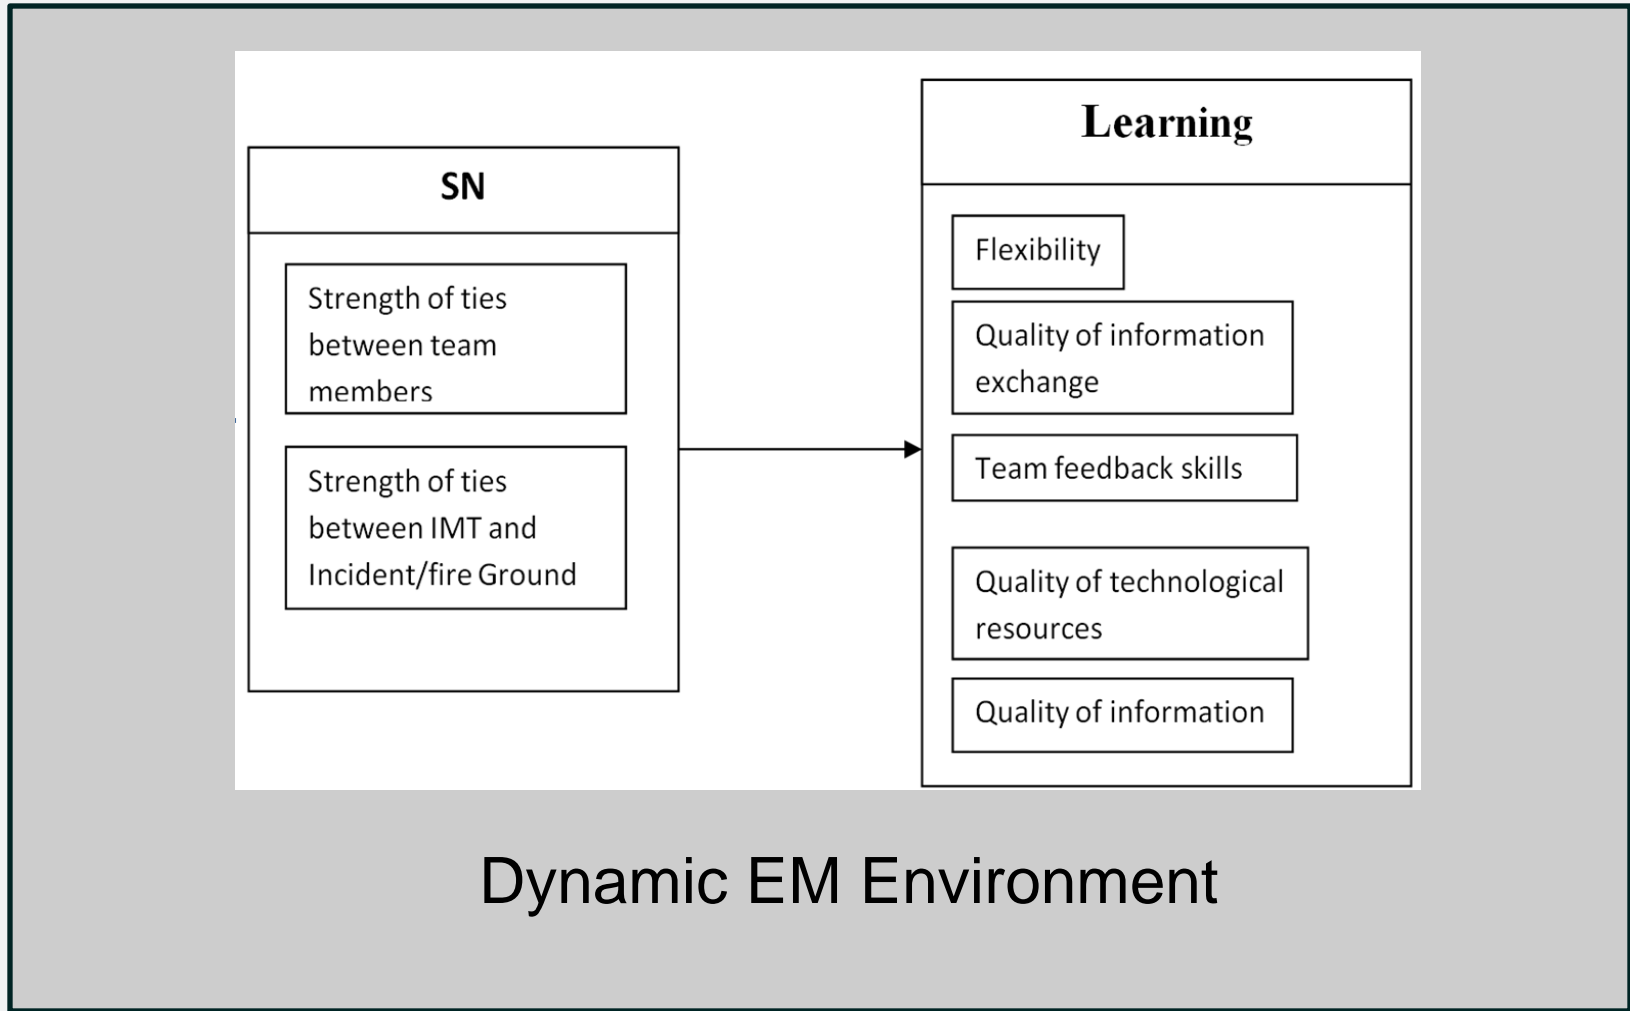 SN
Strength of ties
between team
members
Strength of ties
between IMT and
Incident/fire Ground
Learning
Flexibility
Quality of information
exchange
Team feedback skills
Quality of technological
resources
Quality of information
Dynamic EM Environment